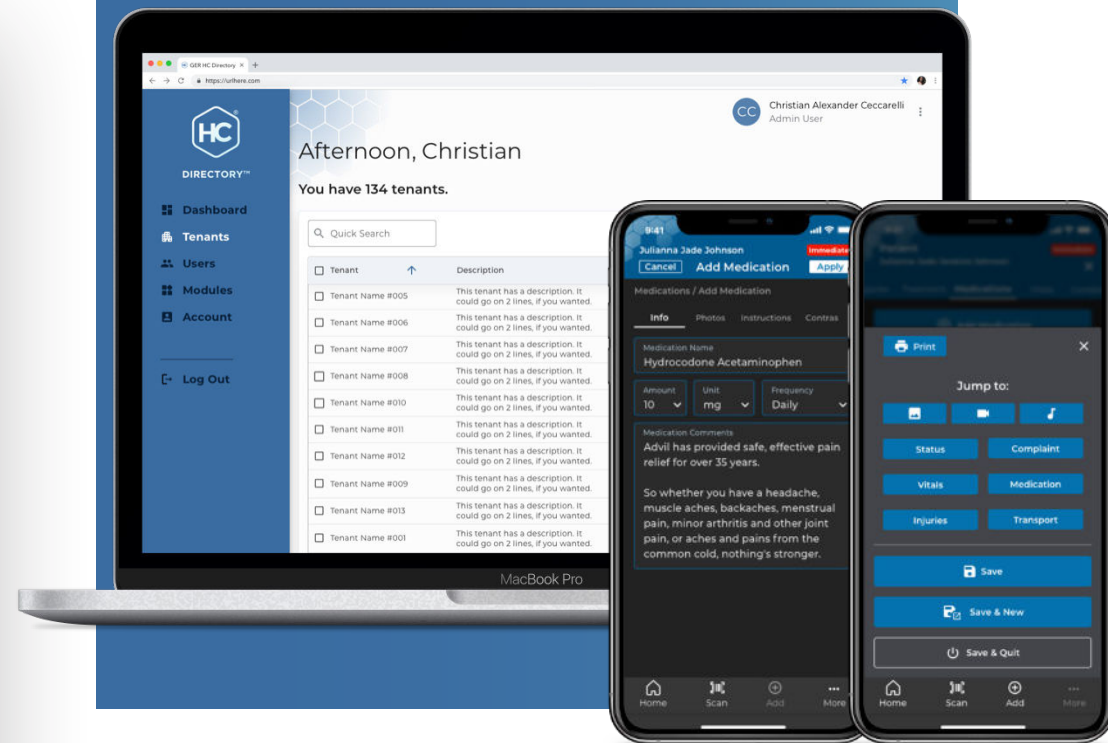 GER HC Directory
https://urlhere.com
HC
DIRECTORY™
Dashboard
Tenants
Users
Modules
Account
Log Out
CC
Christian Alexander Ceccarelli
Admin User
Afternoon, Christian
You have 134 tenants.
Quick Search
Tenant
Description
Tenant Name #005
This tenant has a description. It
could go on 2 lines, if you wanted.
Tenant Name #006
This tenant has a description. It
could go on 2 lines, if you wanted.
Tenant Name #007
This tenant has a description. It
could go on 2 lines, if you wanted.
Tenant Name #008
This tenant has a description. It
could go on 2 lines, if you wanted.
Tenant Name #010
This tenant has a description. It
could go on 2 lines, if you wanted.
Tenant Name #011
This tenant has a description. It
could go on 2 lines, if you wanted.
Tenant Name #012
This tenant has a description. It
could go on 2 lines, if you wanted.
Tenant Name #009
This tenant has a description. It
could go on 2 lines, if you wanted.
Tenant Name #013
This tenant has a description. It
could go on 2 lines, if you wanted.
Tenant Name #001
This tenant has a description. It
could go on 2 lines, if you wanted.
MacBook Pro
9:41
Julianna Jade Johnson
Immediate
Cancel Add Medication Apply
Medications / Add Medication
Info Photos Instructions Contras
Medication Name
Hydrocodone Acetaminophen
Amount Unit Frequency
10 mg Daily
Medication Comments
Advil has provided safe, effective pain
relief for over 35 years.
So whether you have a headache,
muscle aches, backaches, menstrual
pain, minor arthritis and other joint
pain, or aches and pains from the
common cold, nothing's stronger.
Home Scan Add More
Patient
Medications
Print
Jump to:
Status Complaint
Vitals Medication
Injuries Transport
Save
Save & New
Save & Quit
Home Scan Add More